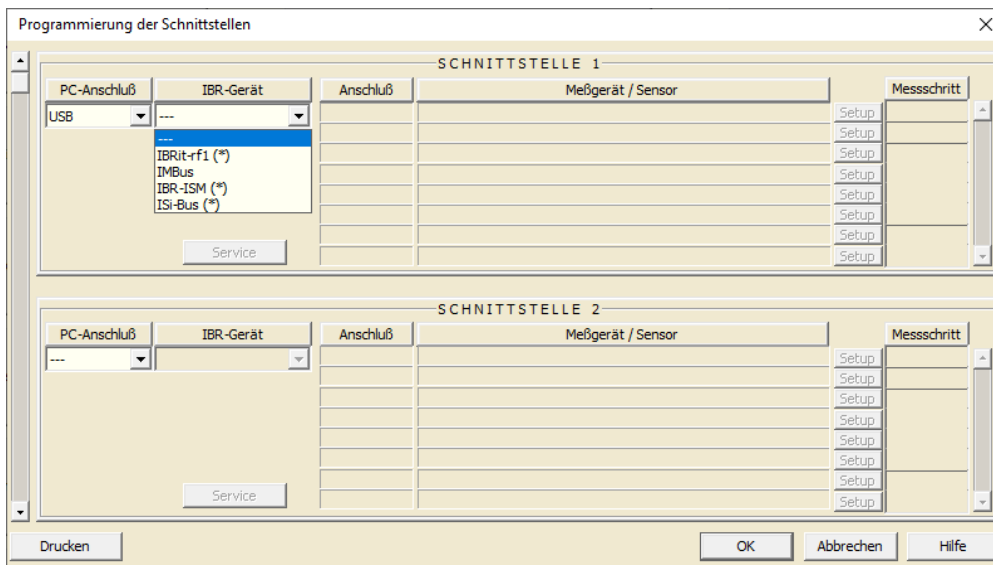 Programmierung der Schnittstellen
SCHNITTSTELLE 1
PC-Anschluß IBR-Gerät Anschluß Meßgerät / Sensor Messschritt
USB --- Setup
--- Setup
IBRit-rf1 (*) Setup
IMBus Setup
IBR-ISM (*) Setup
ISi-Bus (*) Setup
Setup
Service Setup
SCHNITTSTELLE 2
PC-Anschluß IBR-Gerät Anschluß Meßgerät / Sensor Messschritt
--- Setup
Setup
Setup
Setup
Setup
Setup
Setup
Service Setup
Drucken OK Abbrechen Hilfe